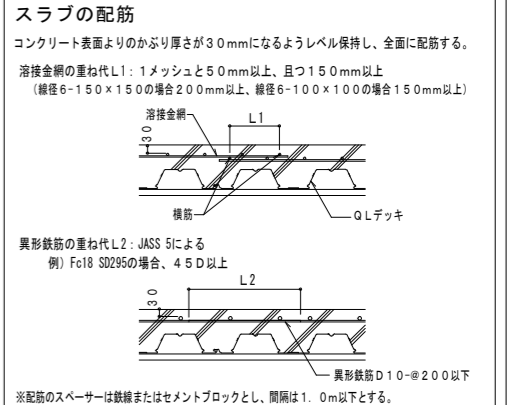 スラブの配筋
コンクリート表面よりのかぶり厚さが30mmになるようレベル保持し、全面に配筋する。
溶接金網の重ね代L1:1メッシュと50mm以上、且つ150mm以上
(線径6-150×150の場合200mm以上、線径6-100×100の場合150mm以上)
溶接金網
L1
30
横筋
QLデッキ
異形鉄筋の重ね代L2:JASS 5による
例)Fc18 SD295の場合、45D以上
L2
30
異形鉄筋D10-@200以下
※配筋のスペーサーは鉄線またはセメントブロックとし、間隔は1.0m以下とする。